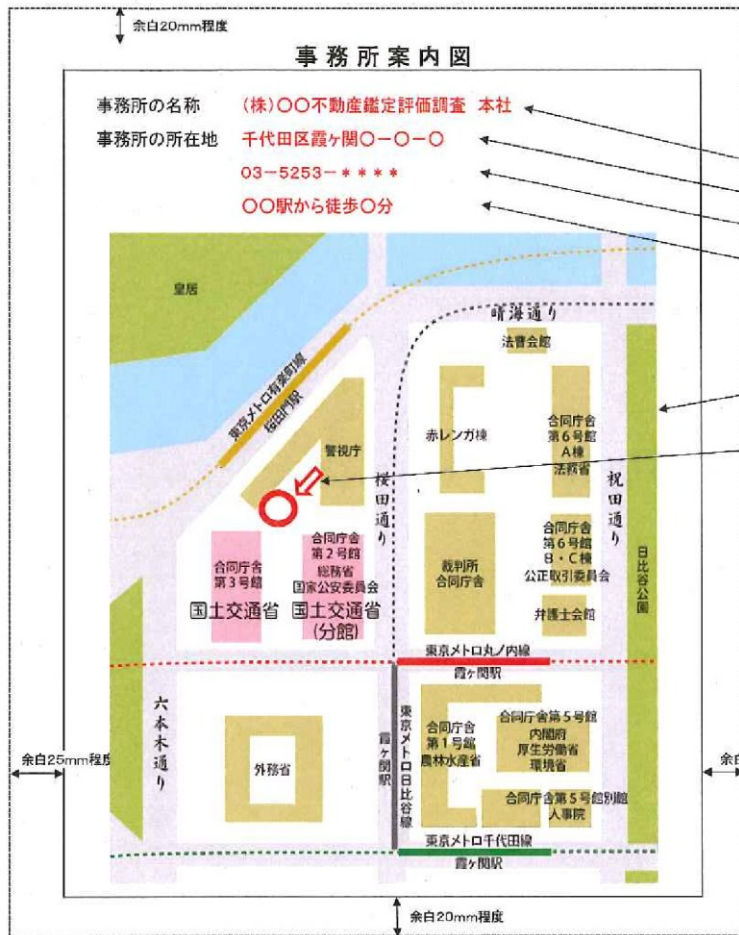 余白20mm程度
事務所案内図
事務所の名称 (株)〇〇不動産鑑定評価調査 本社
事務所の所在地 千代田区霞ヶ関〇-〇-〇
03-5253-****
〇〇駅から徒歩〇分
皇居
晴海通り
法曹会館
東京メトロ有楽町線
桜田門駅
警視庁
桜田通り
赤レンガ棟
合同庁舎
第6号館
A棟
法務省
祝田通り
合同庁舎
第3号館
国土交通省
合同庁舎
第2号館
総務省
国家公安委員会
国土交通省
(分館)
裁判所
合同庁舎
合同庁舎
第6号館
B・C棟
公正取引委員会
弁護士会館
日比谷公園
東京メトロ丸ノ内線
霞ヶ関駅
六本木通り
外務省
霞ヶ関駅
東京メトロ日比谷線
合同庁舎
第1号館
農林水産省
合同庁舎第5号館
内閣府
厚生労働省
環境省
合同庁舎第5号館別館
人事院
東京メトロ千代田線
霞ヶ関駅
余白25mm程度
余白
余白20mm程度